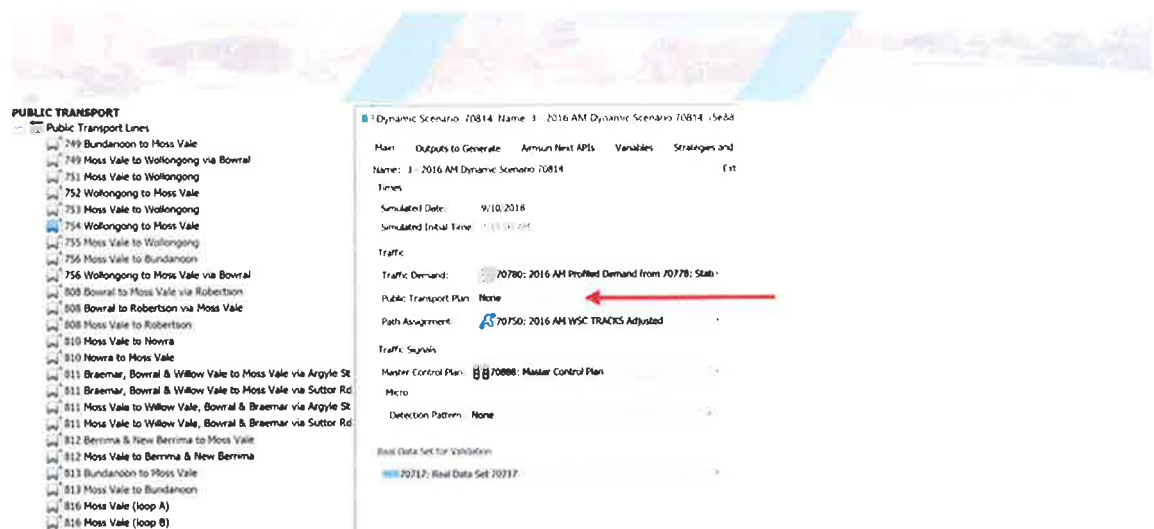 PUBLIC TRANSPORT
Public Transport Lines
749 Bundanoon to Moss Vale
749 Moss Vale to Wollongong via Bowral
751 Moss Vale to Wollongong
752 Wollongong to Moss Vale
753 Moss Vale to Wollongong
754 Wollongong to Moss Vale
755 Moss Vale to Wollongong
756 Moss Vale to Bundanoon
756 Wollongong to Moss Vale via Bowral
808 Bowral to Moss Vale via Robertson
808 Bowral to Robertson via Moss Vale
808 Moss Vale to Robertson
810 Moss Vale to Nowra
810 Nowra to Moss Vale
811 Braemar, Bowral & Willow Vale to Moss Vale via Argyle St
811 Braemar, Bowral & Willow Vale to Moss Vale via Suttor Rd
811 Moss Vale to Willow Vale, Bowral & Braemar via Argyle St
811 Moss Vale to Willow Vale, Bowral & Braemar via Suttor Rd
812 Berrima & New Berrima to Moss Vale
812 Moss Vale to Berrima & New Berrima
813 Bundanoon to Moss Vale
813 Moss Vale to Bundanoon
816 Moss Vale (loop A)
816 Moss Vale (loop B)
Dynamic Scenario 70814, Name: 3 - 2016 AM Dynamic Scenario 70814
Main Outputs to Generate Aimsun Next APIs Variables Strategies and
Name: 3 - 2016 AM Dynamic Scenario 70814 Ext
Times
Simulated Date: 9/10/2018
Simulated Initial Time:
Traffic
Traffic Demand: 70780: 2016 AM Profiled Demand from 70778: Stati
Public Transport Plan: None
Path Assignment: 70750: 2016 AM WSC TRACKS Adjusted
Traffic Signals
Master Control Plan: 70888: Master Control Plan
Micro
Detection Pattern: None
Real Data Set for Validation
70717: Real Data Set 70717